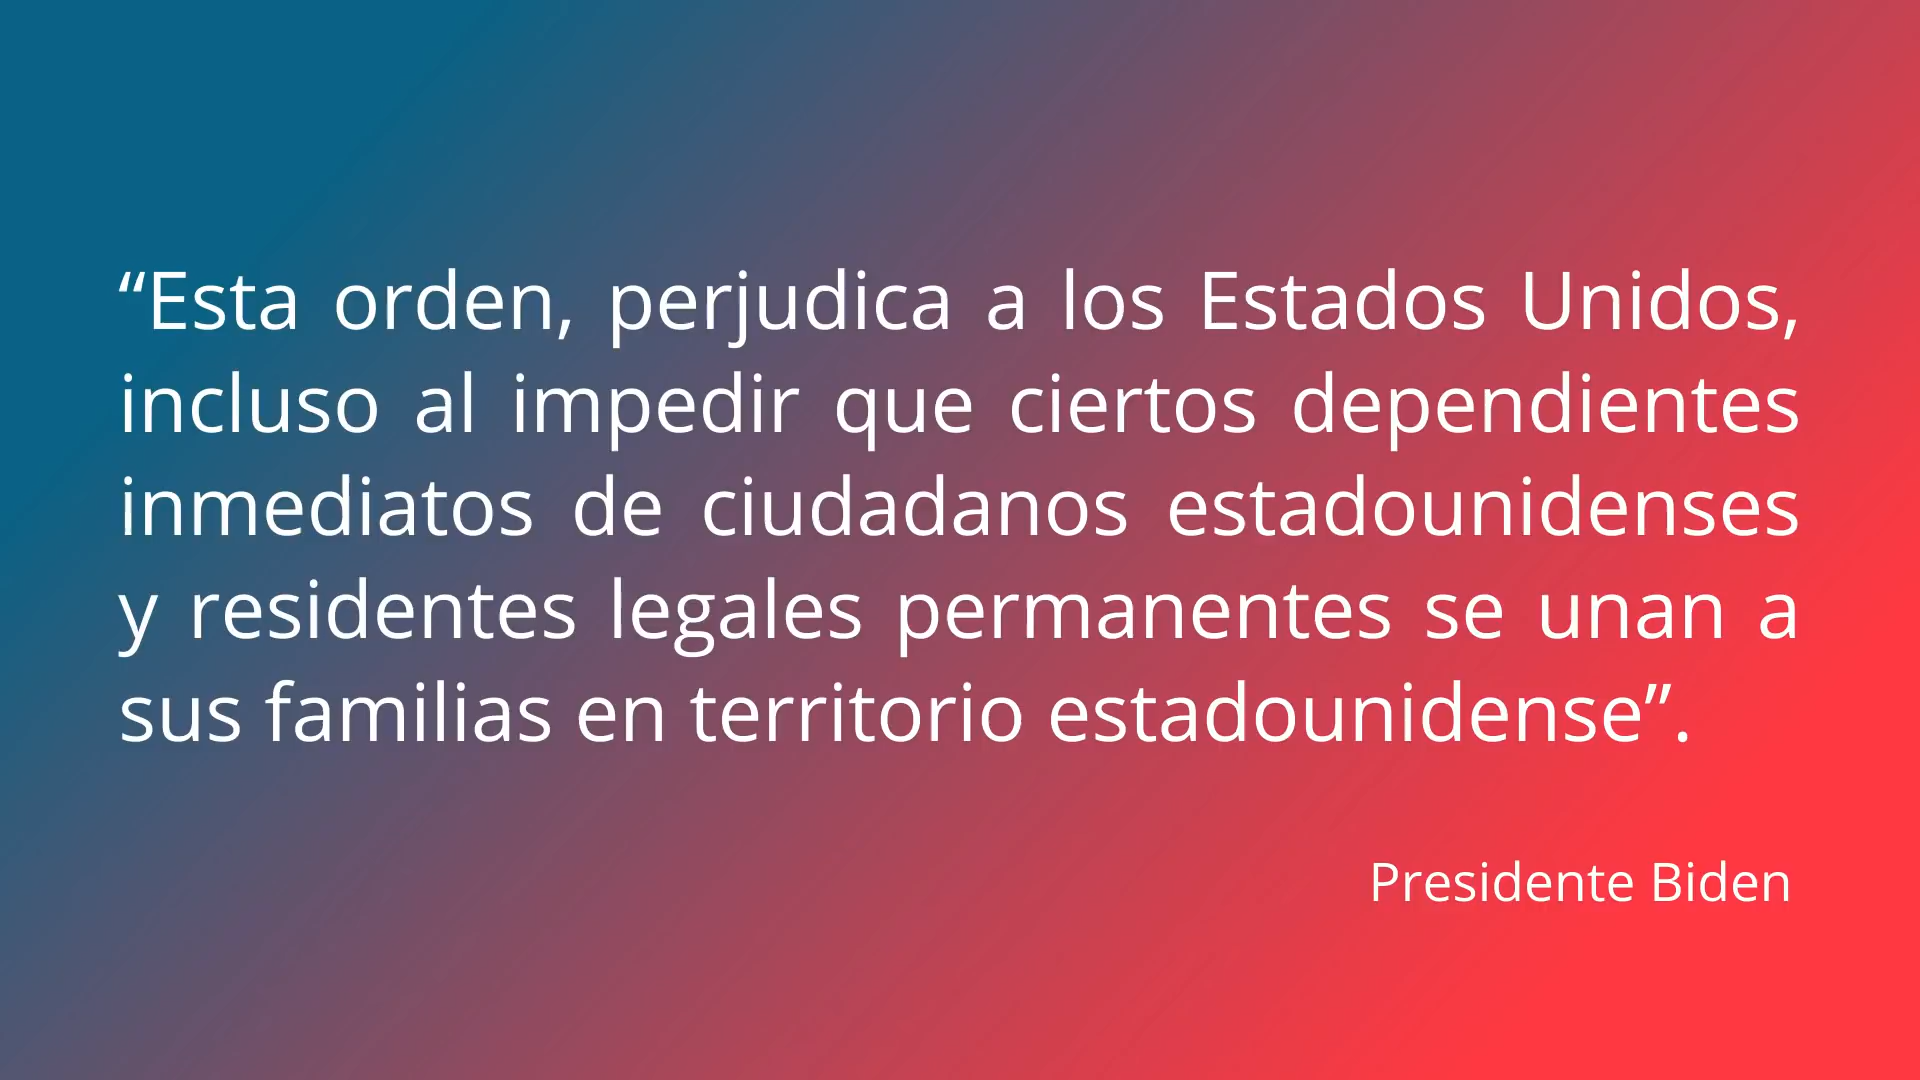 “Esta orden, perjudica a los Estados Unidos,
incluso al impedir que ciertos dependientes
inmediatos de ciudadanos estadounidenses
y residentes legales permanentes se unan a
sus familias en territorio estadounidense”.
Presidente Biden